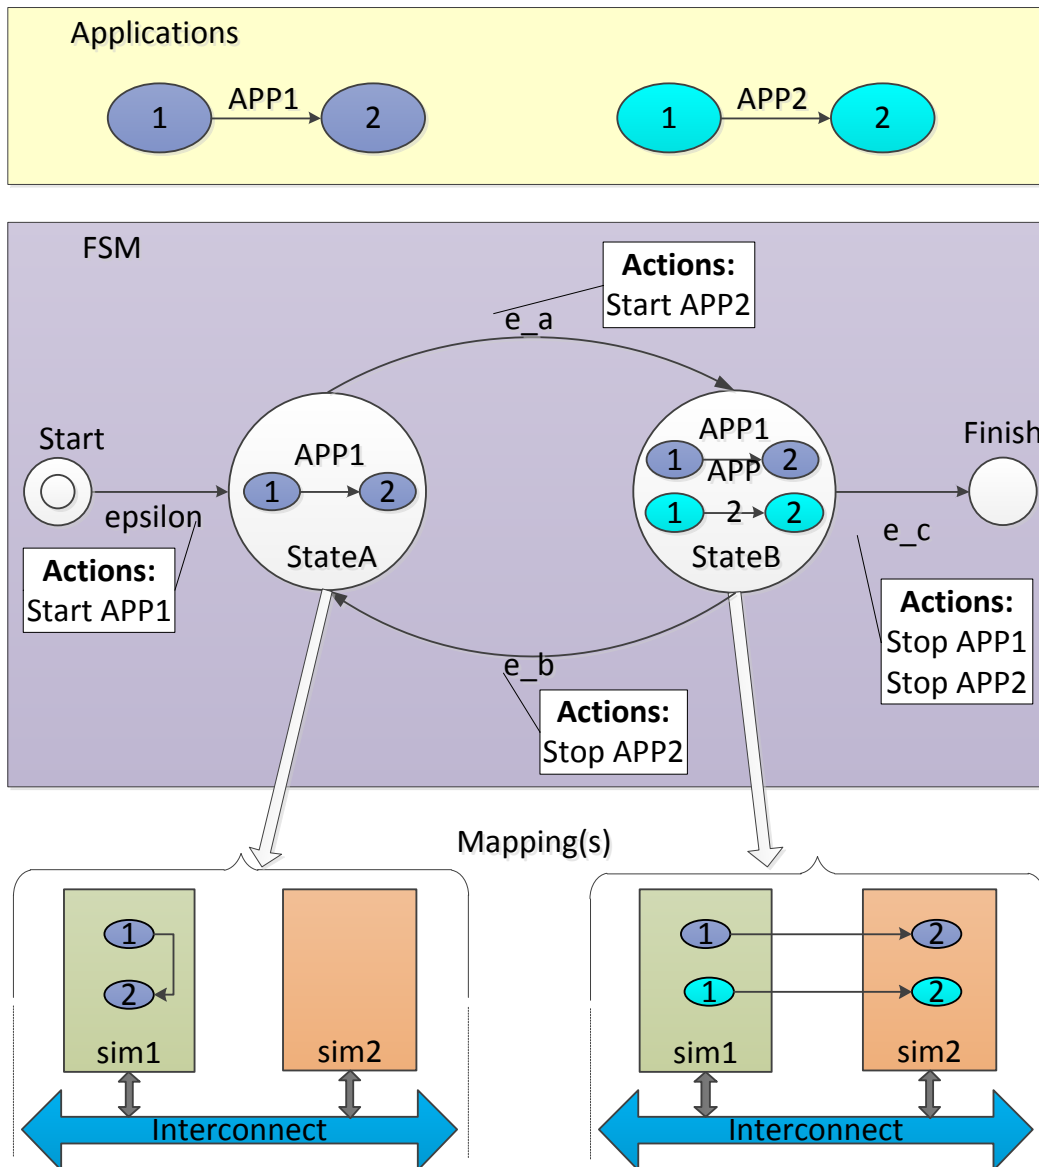 Applications
1 APP1 2
1 APP2 2
FSM
Actions:
Start APP2
e_a
Start
epsilon
Actions:
Start APP1
APP1
1 2
StateA
APP1
1 2
APP
1 2 2
StateB
Finish
e_c
Actions:
Stop APP1
Stop APP2
e_b
Actions:
Stop APP2
Mapping(s)
1
2
sim1
sim2
Interconnect
1 2
1 2
sim1
sim2
Interconnect